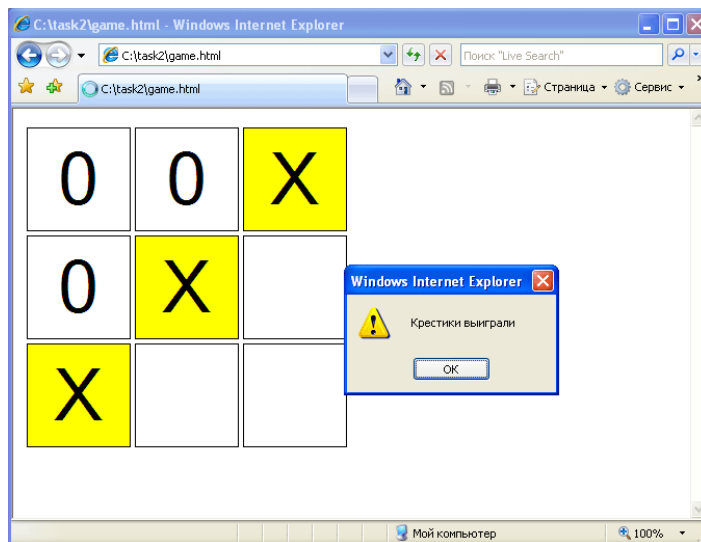 C:\task2\game.html - Windows Internet Explorer
C:\task2\game.html
Поиск "Live Search"
C:\task2\game.html
Страница
Сервис
0 0 X
0 X
X
Windows Internet Explorer
Крестики выиграли
OK
Мой компьютер
100%